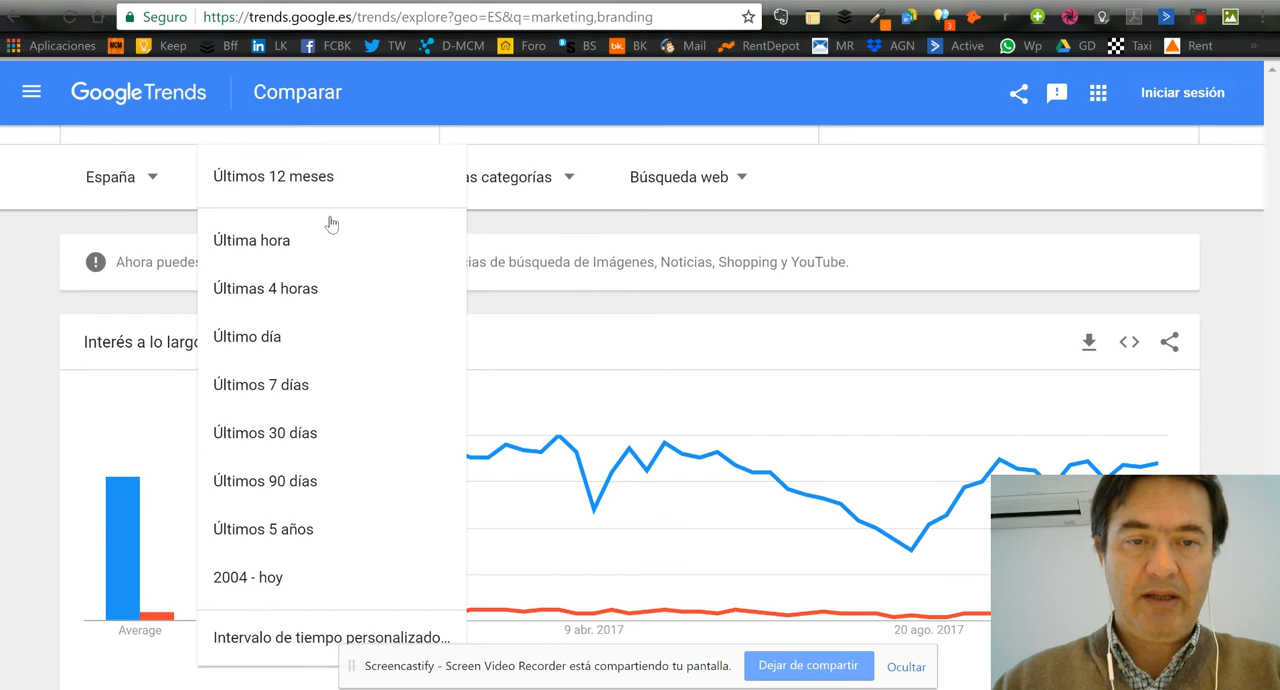 Seguro
https://trends.google.es/trends/explore?geo=ES&q=marketing,branding
Aplicaciones
MCM
Keep
Bff
LK
FCBK
TW
D-MCM
Foro
BS
bk.
BK
Mail
RentDepot
MR
AGN
Active
Wp
GD
Taxi
Rent
»
Google Trends
Comparar
Iniciar sesión
España
Últimos 12 meses
as categorías
Búsqueda web
Última hora
Últimas 4 horas
Último día
Últimos 7 días
Últimos 30 días
Últimos 90 días
Últimos 5 años
2004 - hoy
Intervalo de tiempo personalizado...
Ahora puedes
cias de búsqueda de Imágenes, Noticias, Shopping y YouTube.
Interés a lo largo
Average
9 abr. 2017
20 ago. 2017
Screencastify - Screen Video Recorder está compartiendo tu pantalla.
Dejar de compartir
Ocultar